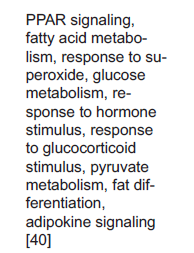 PPAR signaling,
fatty acid metabo-
lism, response to su-
peroxide, glucose
metabolism, re-
sponse to hormone
stimulus, response
to glucocorticoid
stimulus, pyruvate
metabolism, fat dif-
ferentiation,
adipokine signaling
[40]